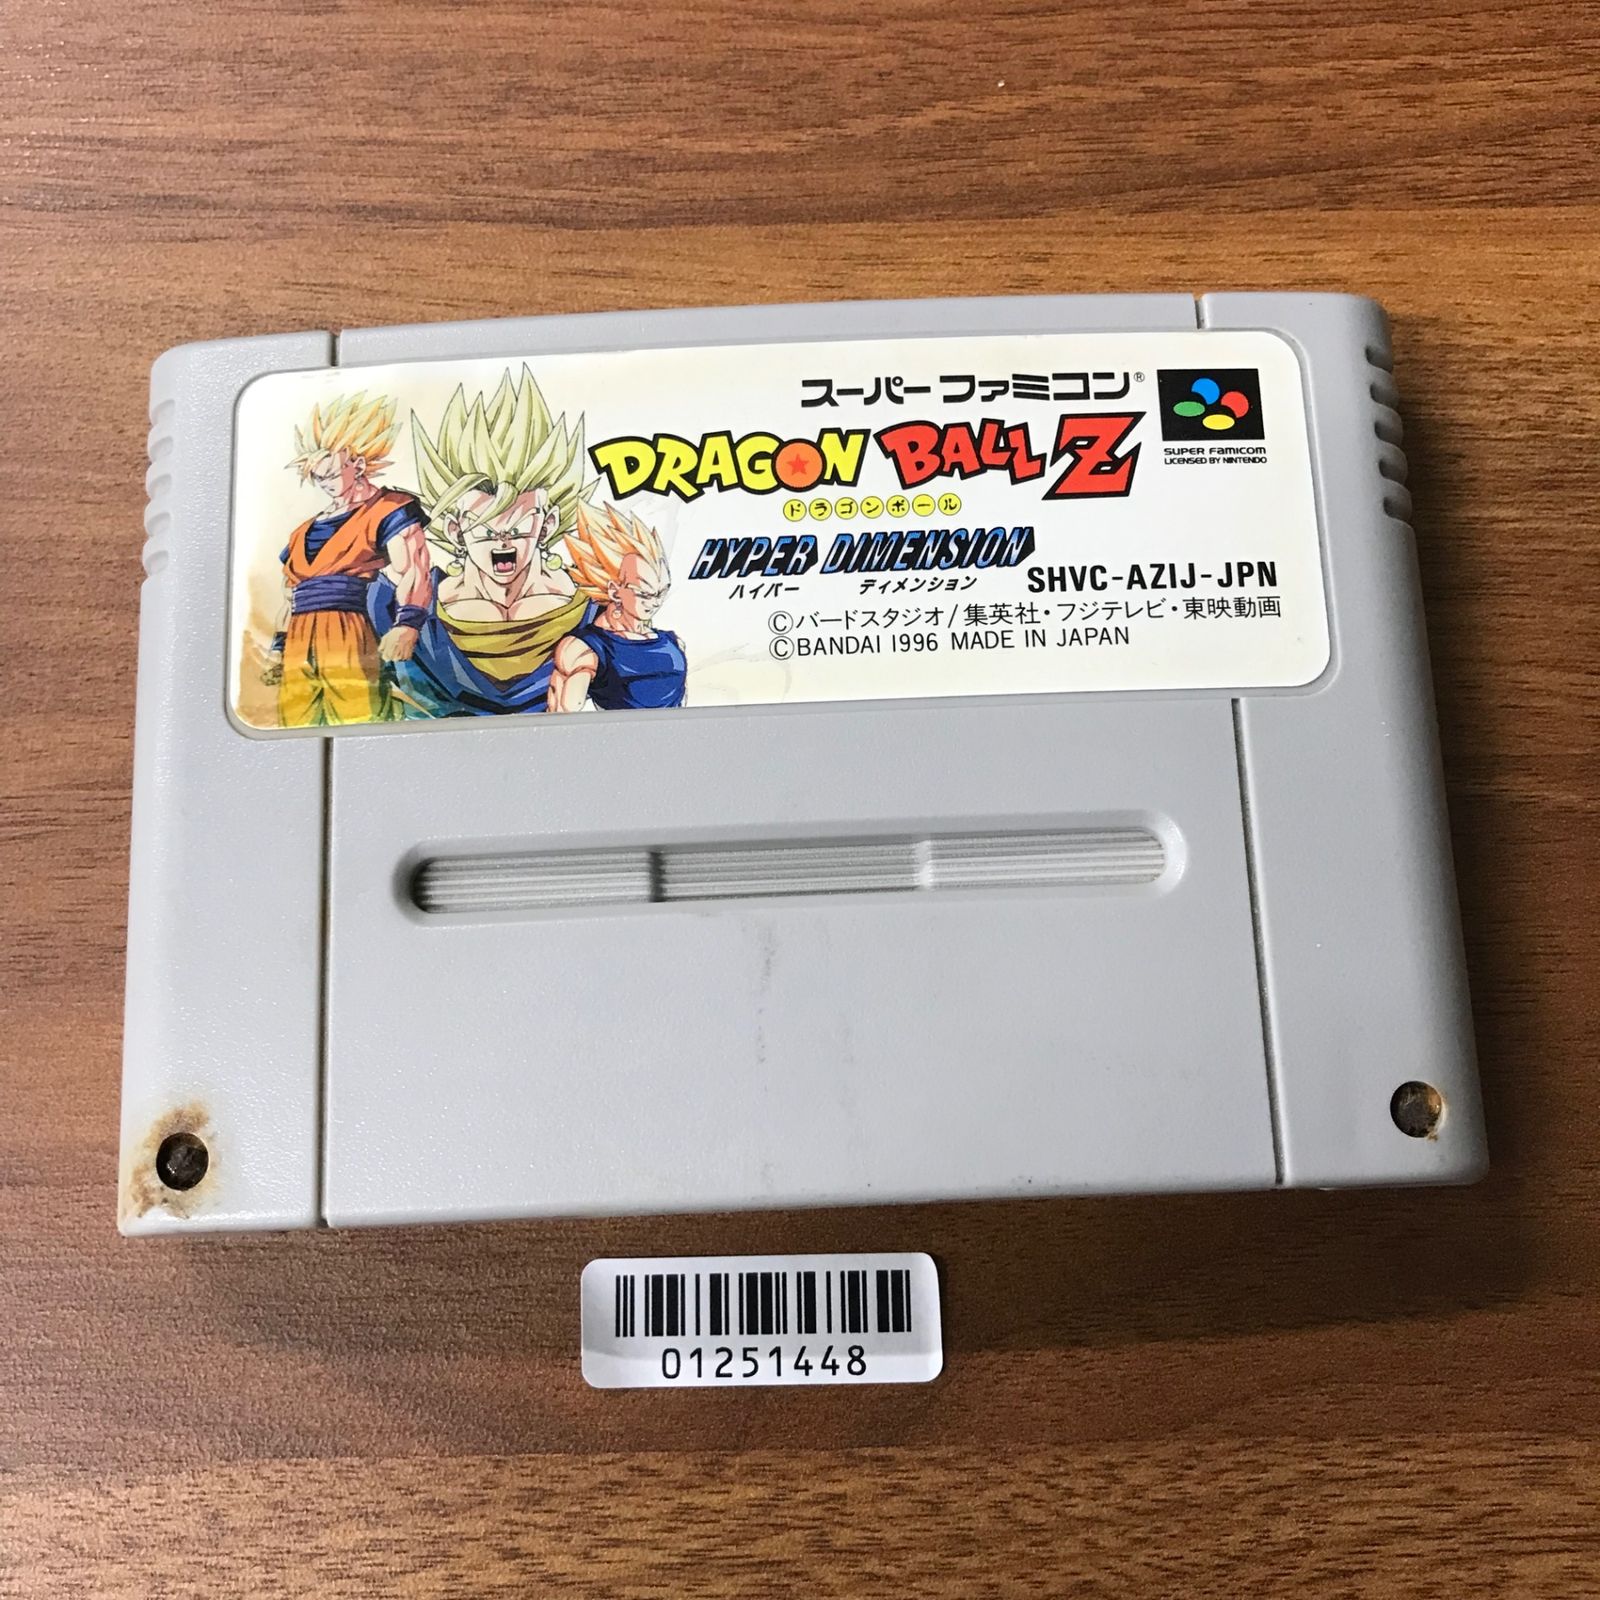 スーパーファミコン®
DRAGON BALL Z
ドラゴンボール
SUPER FAMICOM
LICENSED BY NINTENDO
HYPER DIMENSION
ハイパー ディメンション
SHVC-AZIJ-JPN
Ⓒバードスタジオ/集英社・フジテレビ・東映動画
ⒸBANDAI 1996 MADE IN JAPAN
01251448